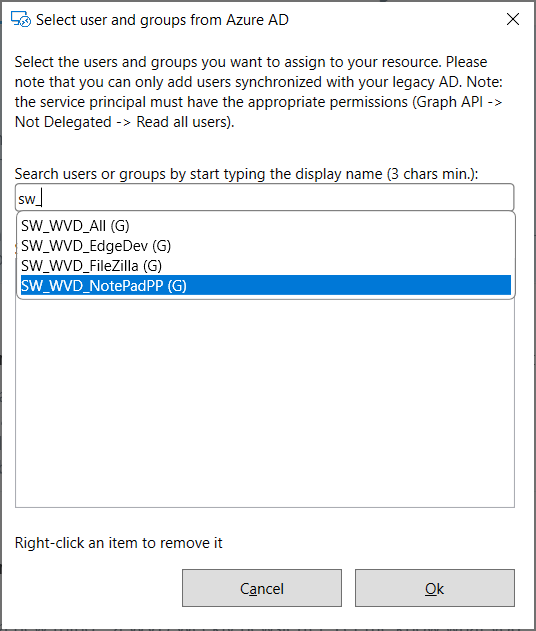 Select user and groups from Azure AD
Select the users and groups you want to assign to your resource. Please
note that you can only add users synchronized with your legacy AD. Note:
the service principal must have the appropriate permissions (Graph API ->
Not Delegated -> Read all users).
Search users or groups by start typing the display name (3 chars min.):
sw_
SW_WVD_All (G)
SW_WVD_EdgeDev (G)
SW_WVD_FileZilla (G)
SW_WVD_NotePadPP (G)
Right-click an item to remove it
Cancel
Ok